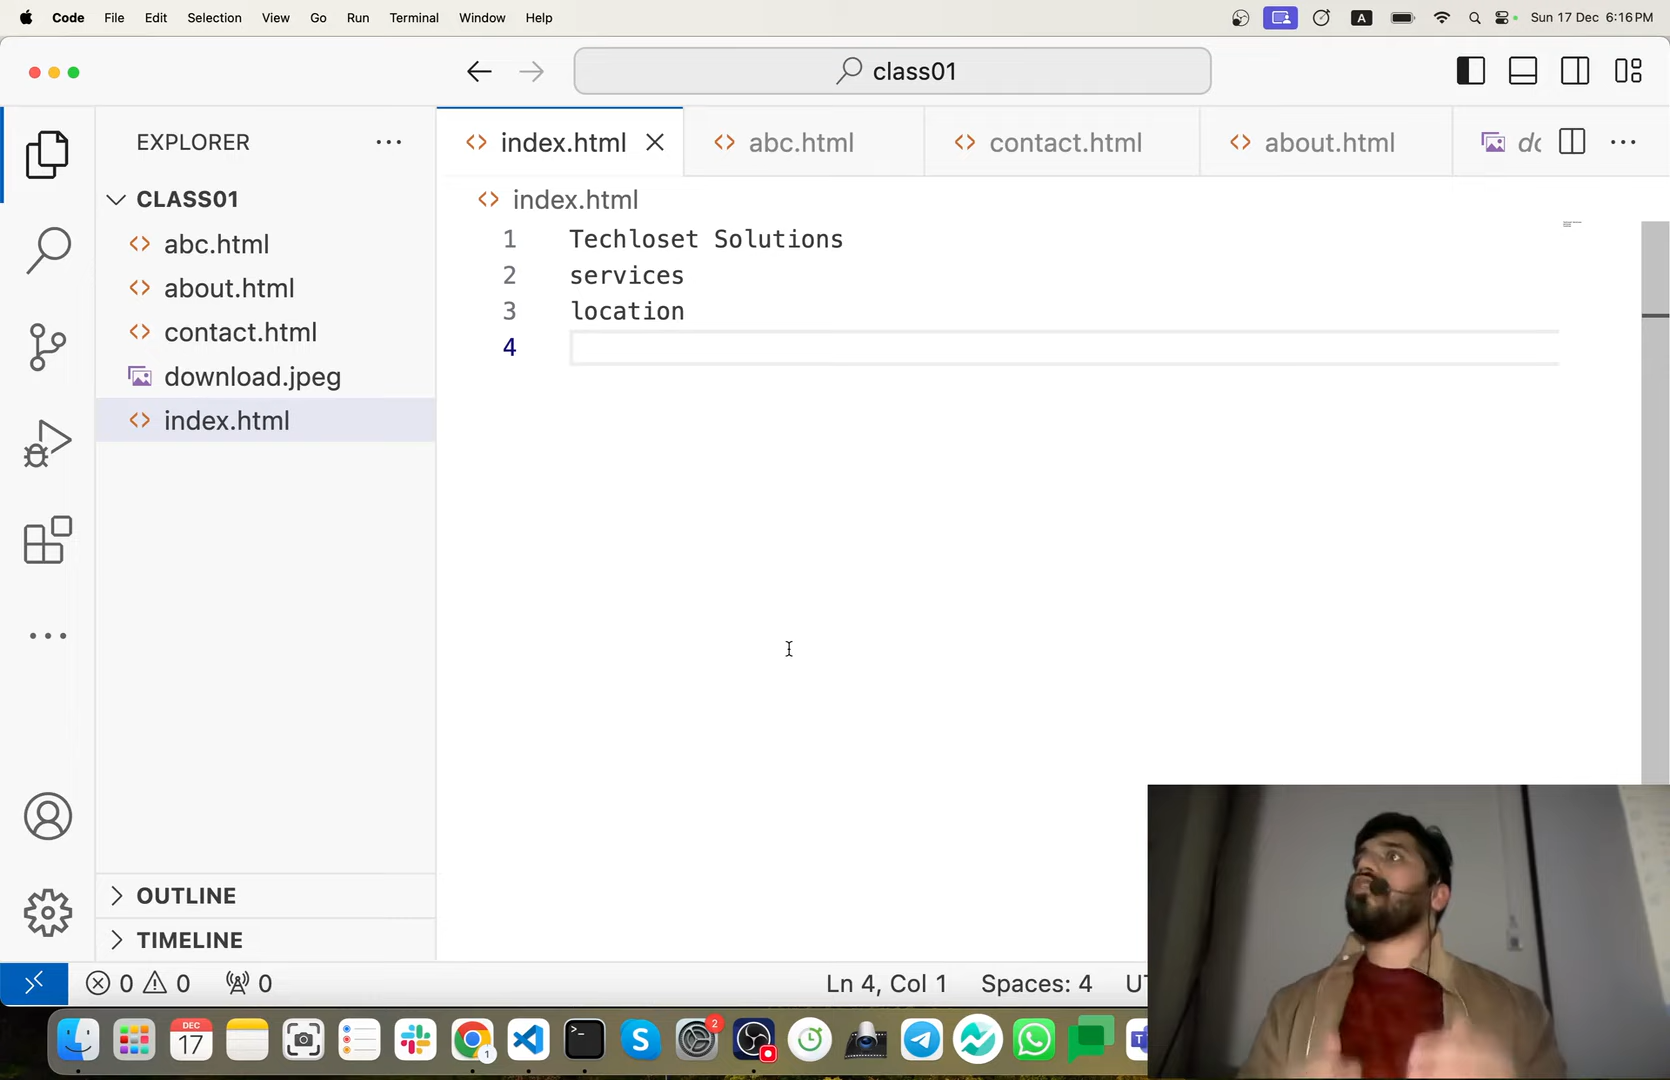 Code File Edit Selection View Go Run Terminal Window Help A Sun 17 Dec 6:16 PM
class01
EXPLORER
index.html
abc.html
contact.html
about.html
CLASS01
abc.html
about.html
contact.html
download.jpeg
index.html
index.html
1 Techloset Solutions
2 services
3 location
4
OUTLINE
TIMELINE
0 0 0
Ln 4, Col 1
Spaces: 4
DEC
17
1
S
2